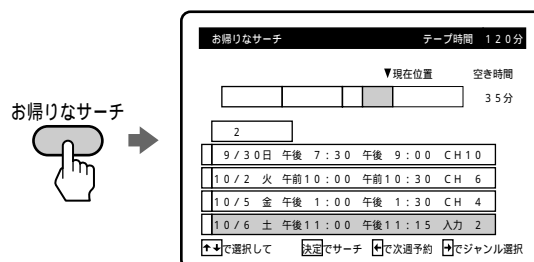 お帰りなサーチ テープ時間 120分
▼現在位置 空き時間
35分
お帰りなサーチ
2
9/30日 午後 7:30 午後 9:00 CH10
10/2 火 午前10:00 午前10:30 CH 6
10/5 金 午後 1:00 午後 1:30 CH 4
10/6 土 午後11:00 午後11:15 入力 2
↑↓で選択して 決定でサーチ ←で次週予約 →でジャンル選択